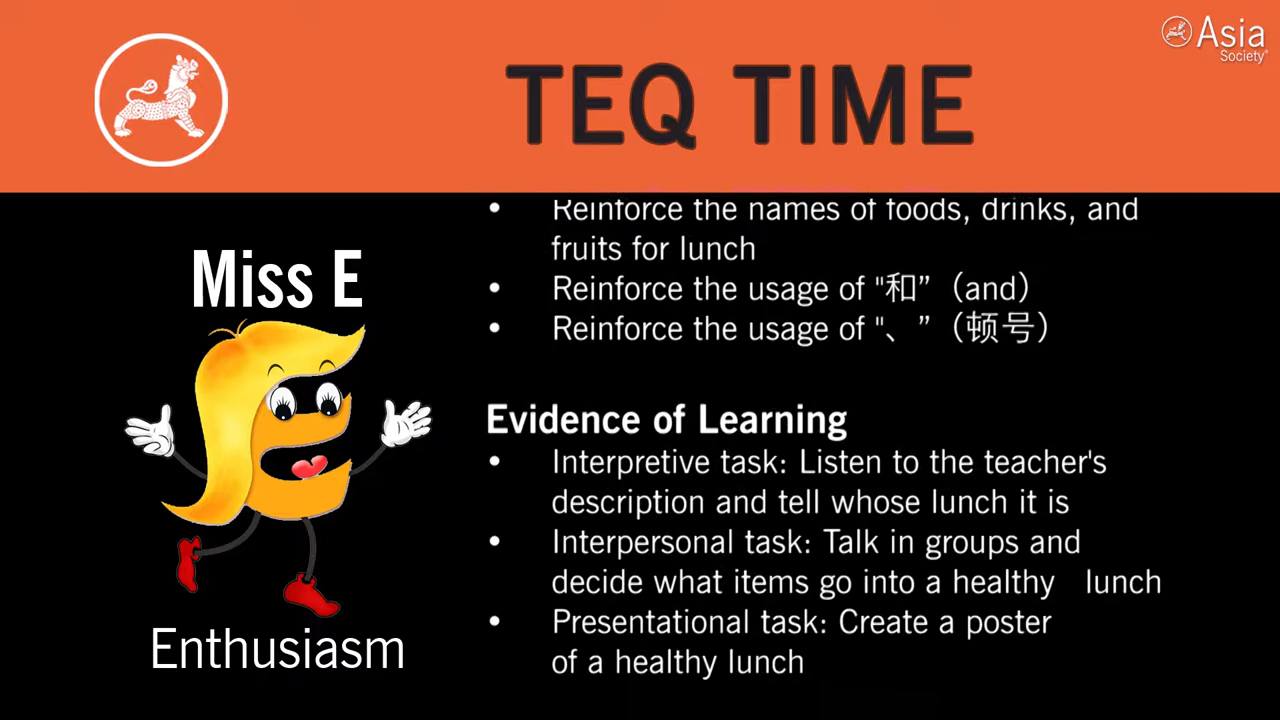 Asia
Society
TEQ TIME
Miss E
Enthusiasm
• Reinforce the names of foods, drinks, and
fruits for lunch
• Reinforce the usage of "和”（and）
• Reinforce the usage of "、”（顿号）
Evidence of Learning
• Interpretive task: Listen to the teacher's
description and tell whose lunch it is
• Interpersonal task: Talk in groups and
decide what items go into a healthy lunch
• Presentational task: Create a poster
of a healthy lunch